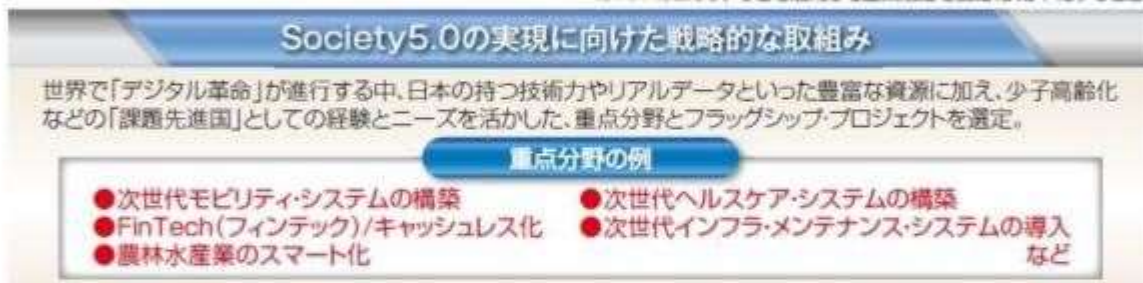 Society5.0の実現に向けた戦略的な取組み
世界で「デジタル革命」が進行する中、日本の持つ技術力やリアルデータといった豊富な資源に加え、少子高齢化
などの「課題先進国」としての経験とニーズを活かした、重点分野とフラッグシップ・プロジェクトを選定。
重点分野の例
●次世代モビリティ・システムの構築
●FinTech(フィンテック)/キャッシュレス化
●農林水産業のスマート化
●次世代ヘルスケア・システムの構築
●次世代インフラ・メンテナンス・システムの導入
など